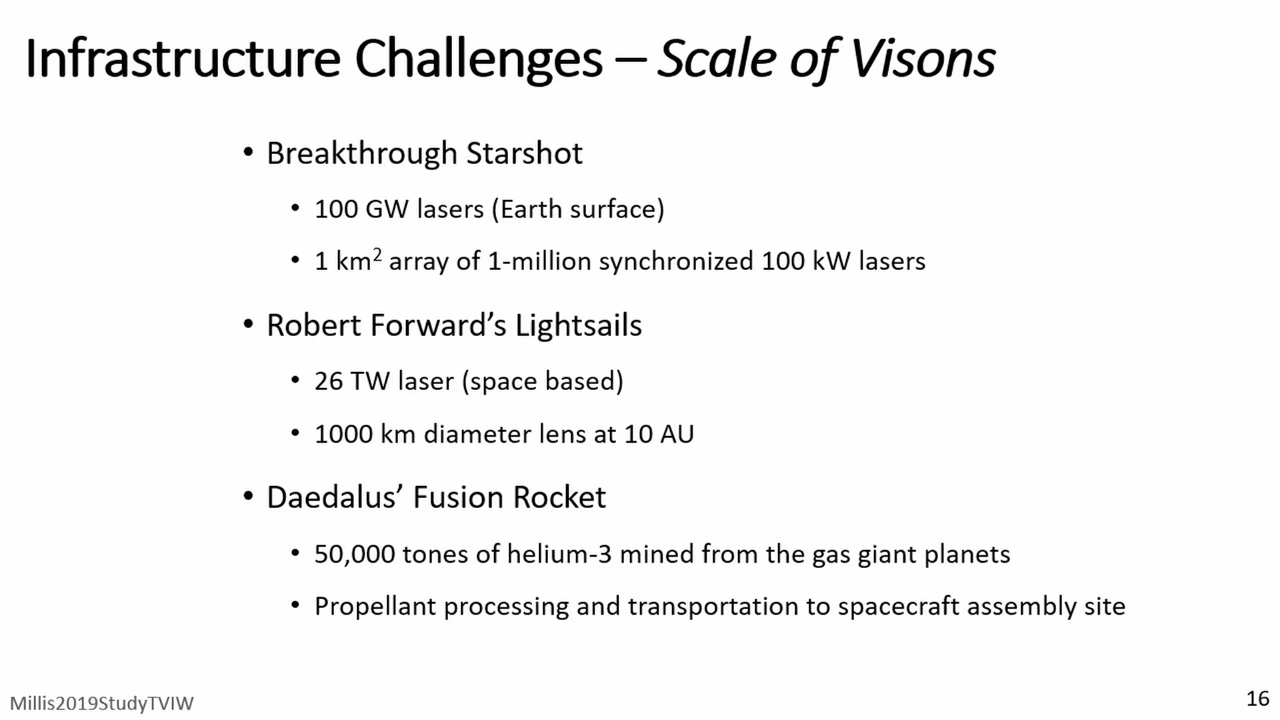 Infrastructure Challenges – Scale of Visons
• Breakthrough Starshot
• 100 GW lasers (Earth surface)
• 1 km² array of 1-million synchronized 100 kW lasers
• Robert Forward’s Lightsails
• 26 TW laser (space based)
• 1000 km diameter lens at 10 AU
• Daedalus’ Fusion Rocket
• 50,000 tones of helium-3 mined from the gas giant planets
• Propellant processing and transportation to spacecraft assembly site
Millis2019StudyTVIW
16